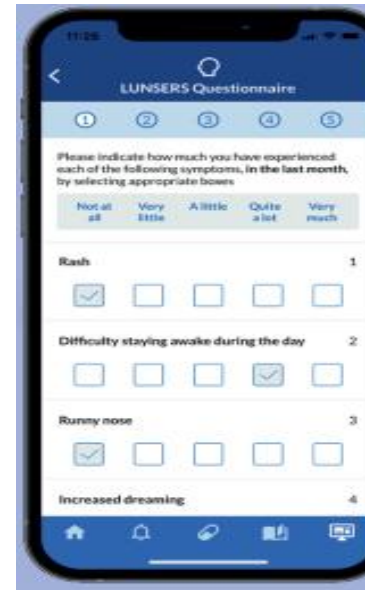 11:26
LUNSERS Questionnaire
1 2 3 4 5
Please indicate how much you have experienced
each of the following symptoms, in the last month,
by selecting appropriate boxes
Not at all Very little A little Quite a lot Very much
Rash 1
Difficulty staying awake during the day 2
Runny nose 3
Increased dreaming 4